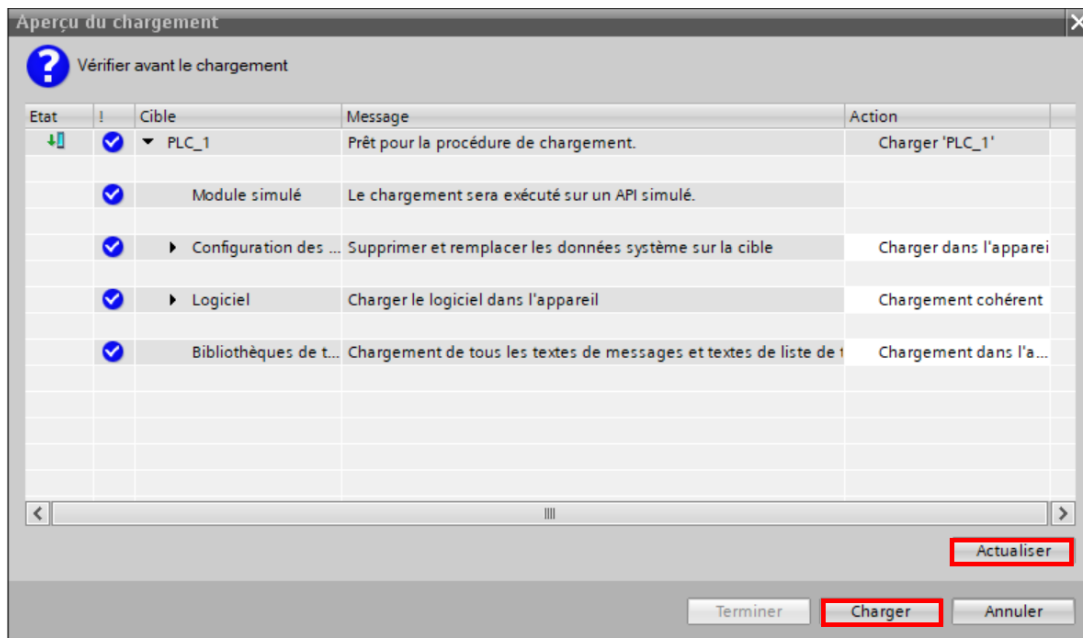 Aperçu du chargement
Vérifier avant le chargement
Etat ! Cible Message Action
PLC_1 Prêt pour la procédure de chargement. Charger 'PLC_1'
Module simulé Le chargement sera exécuté sur un API simulé.
Configuration des ... Supprimer et remplacer les données système sur la cible Charger dans l'apparei
Logiciel Charger le logiciel dans l'appareil Chargement cohérent
Bibliothèques de t... Chargement de tous les textes de messages et textes de liste de t Chargement dans l'a...
Actualiser
Terminer Charger Annuler